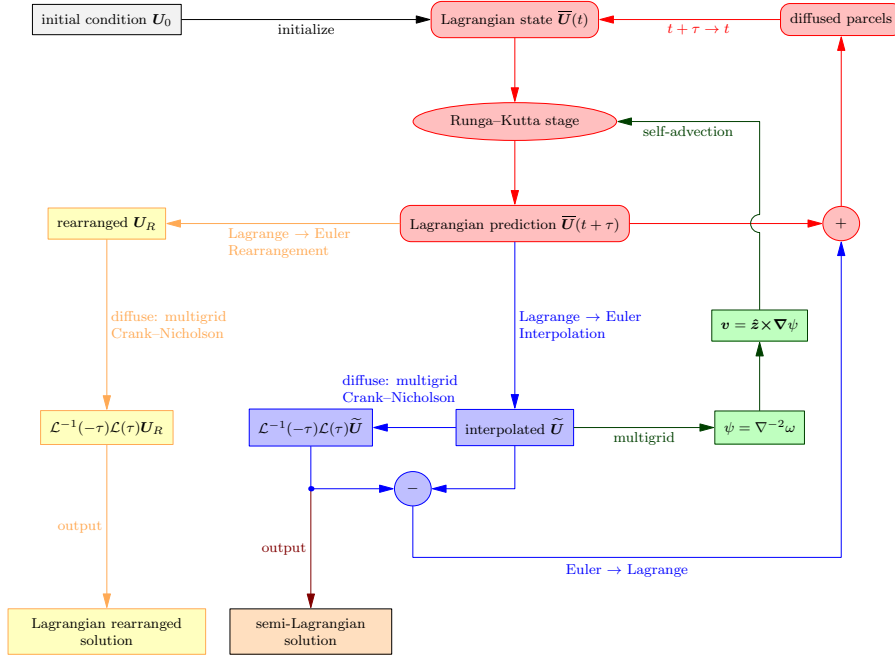 initial condition 𝑼₀
initialize
Lagrangian state U̅(t)
t + τ → t
diffused parcels
Runga–Kutta stage
self-advection
rearranged 𝑼_R
Lagrange → Euler
Rearrangement
Lagrangian prediction U̅(t + τ)
+
diffuse: multigrid
Crank–Nicholson
Lagrange → Euler
Interpolation
𝒗 = ẑ×∇ψ
diffuse: multigrid
Crank–Nicholson
ℒ⁻¹(−τ)ℒ(τ)𝑼_R
ℒ⁻¹(−τ)ℒ(τ)Ũ
interpolated Ũ
multigrid
ψ = ∇⁻²ω
−
output
output
Euler → Lagrange
Lagrangian rearranged
solution
semi-Lagrangian
solution